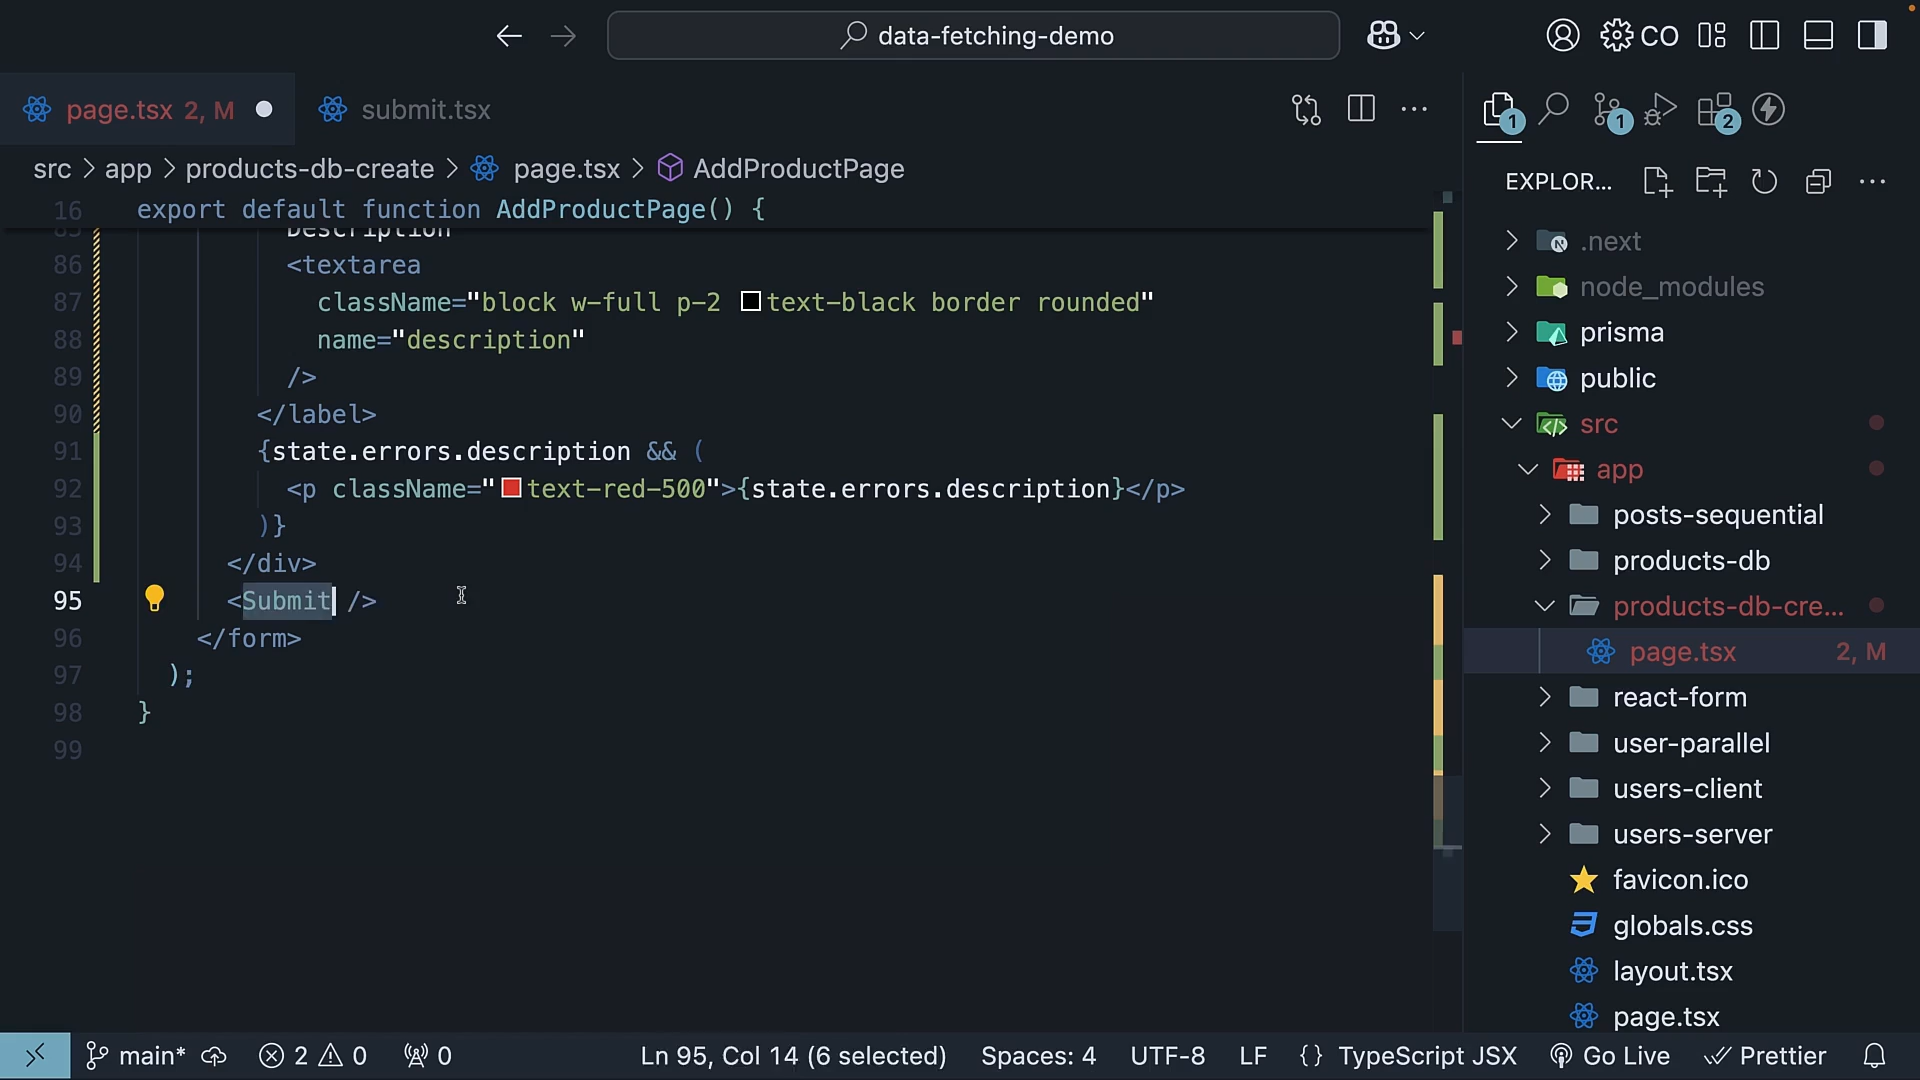 data-fetching-demo
CO
page.tsx 2, M
submit.tsx
1
1
2
src > app > products-db-create > page.tsx > AddProductPage
EXPLOR...
16 export default function AddProductPage() {
85 Description
86 <textarea
87 className="block w-full p-2 text-black border rounded"
88 name="description"
89 />
90 </label>
91 {state.errors.description && (
92 <p className="text-red-500">{state.errors.description}</p>
93 )}
94 </div>
95 <Submit />
96 </form>
97 );
98 }
99
.next
node_modules
prisma
public
src
app
posts-sequential
products-db
products-db-cre...
page.tsx 2, M
react-form
user-parallel
users-client
users-server
favicon.ico
globals.css
layout.tsx
page.tsx
main* 2 0 0 Ln 95, Col 14 (6 selected) Spaces: 4 UTF-8 LF {} TypeScript JSX Go Live Prettier